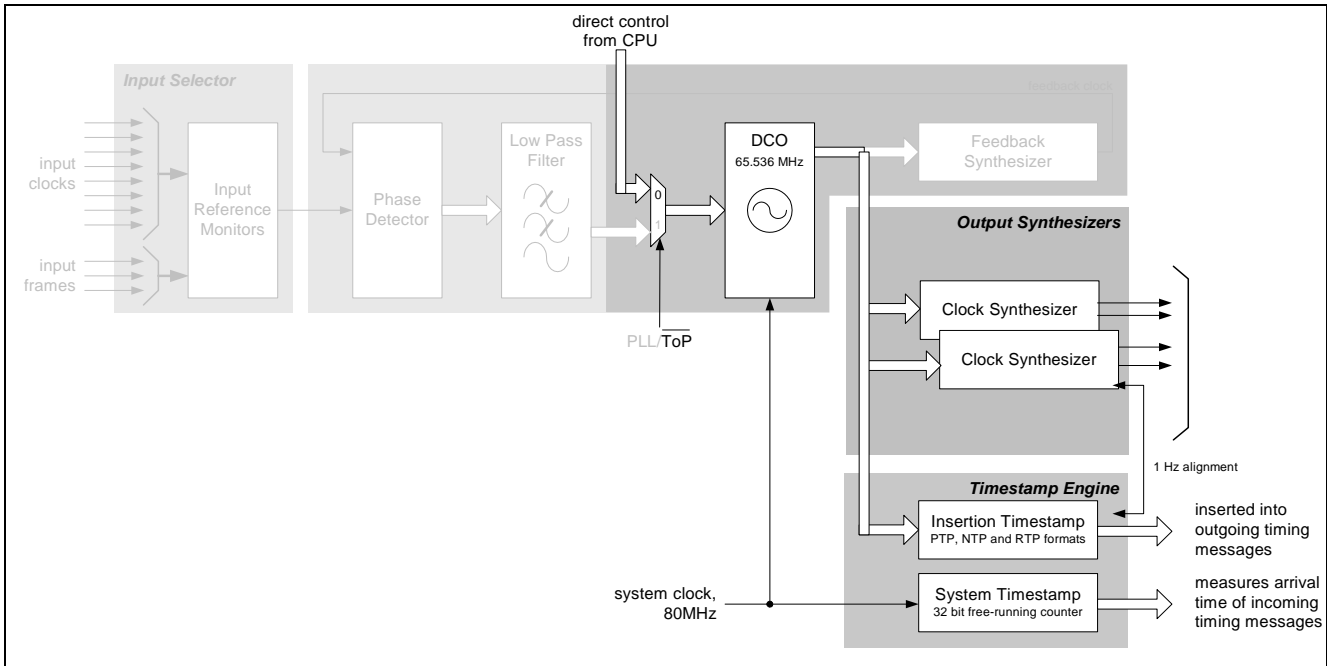 direct control
from CPU
Input Selector
feedback clock
input
clocks
input
frames
Input
Reference
Monitors
Phase
Detector
Low Pass
Filter
0
1
PLL/ToP
DCO
65.536 MHz
Feedback
Synthesizer
Output Synthesizers
Clock Synthesizer
Clock Synthesizer
1 Hz alignment
Timestamp Engine
Insertion Timestamp
PTP, NTP and RTP formats
inserted into
outgoing timing
messages
system clock,
80MHz
System Timestamp
32 bit free-running counter
measures arrival
time of incoming
timing messages